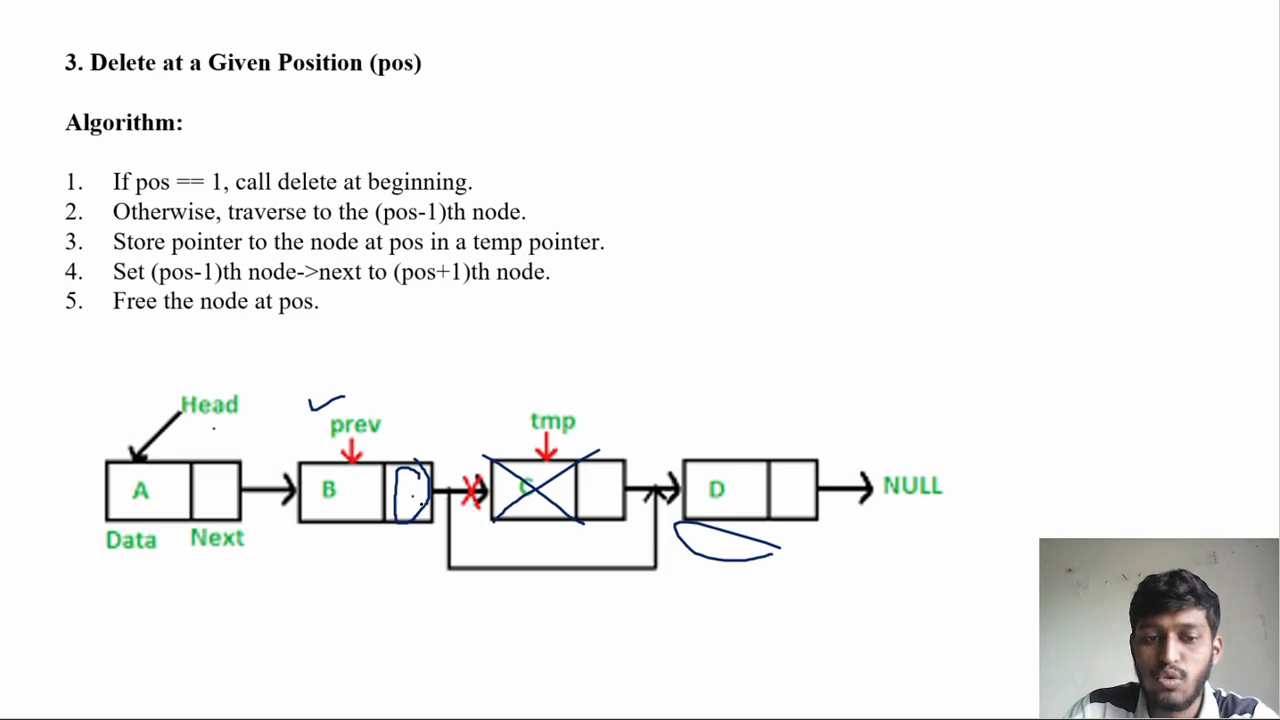 3. Delete at a Given Position (pos)
Algorithm:
1. If pos == 1, call delete at beginning.
2. Otherwise, traverse to the (pos-1)th node.
3. Store pointer to the node at pos in a temp pointer.
4. Set (pos-1)th node->next to (pos+1)th node.
5. Free the node at pos.
Head
prev
tmp
A
B
C
D
NULL
Data
Next